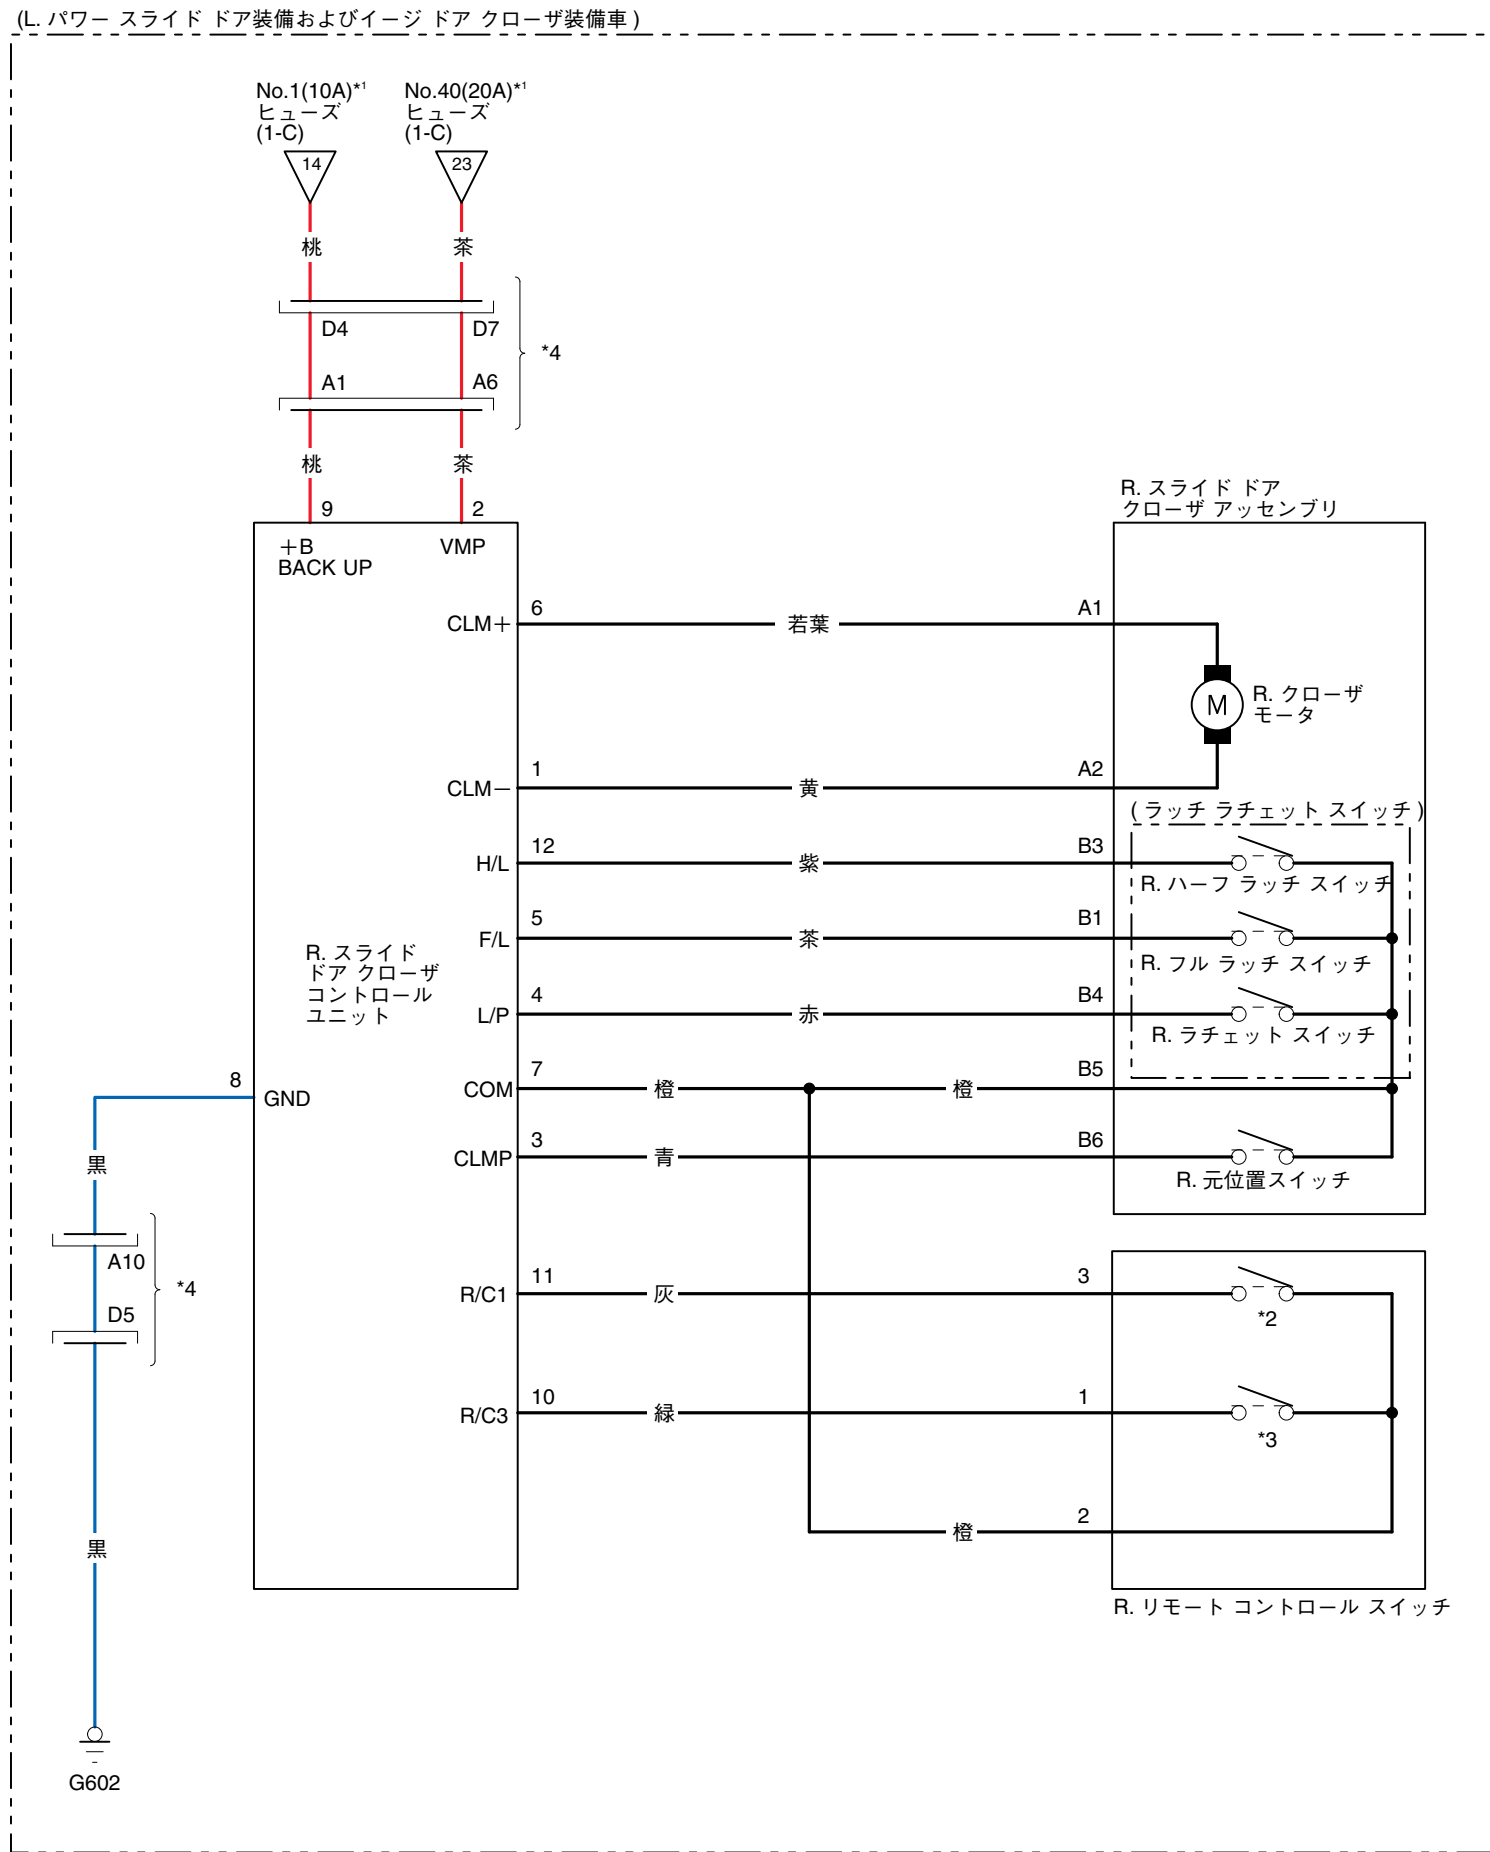 (L. パワー スライド ドア装備およびイージ ドア クローザ装備車)
No.1(10A)*1
ヒューズ
(1-C)
No.40(20A)*1
ヒューズ
(1-C)
14
23
桃
茶
D4
D7
*4
A1
A6
桃
茶
9
2
+B
BACK UP
VMP
R. スライド ドア
クローザ アッセンブリ
CLM+
6
若葉
A1
M
R. クローザ
モータ
CLM−
1
黄
A2
(ラッチ ラチェット スイッチ)
H/L
12
紫
B3
R. ハーフ ラッチ スイッチ
F/L
5
茶
B1
R. フル ラッチ スイッチ
R. スライド
ドア クローザ
コントロール
ユニット
L/P
4
赤
B4
R. ラチェット スイッチ
COM
7
橙
橙
B5
8
GND
CLMP
3
青
B6
R. 元位置スイッチ
黒
A10
D5
*4
R/C1
11
灰
3
*2
R/C3
10
緑
1
*3
橙
2
黒
R. リモート コントロール スイッチ
G602